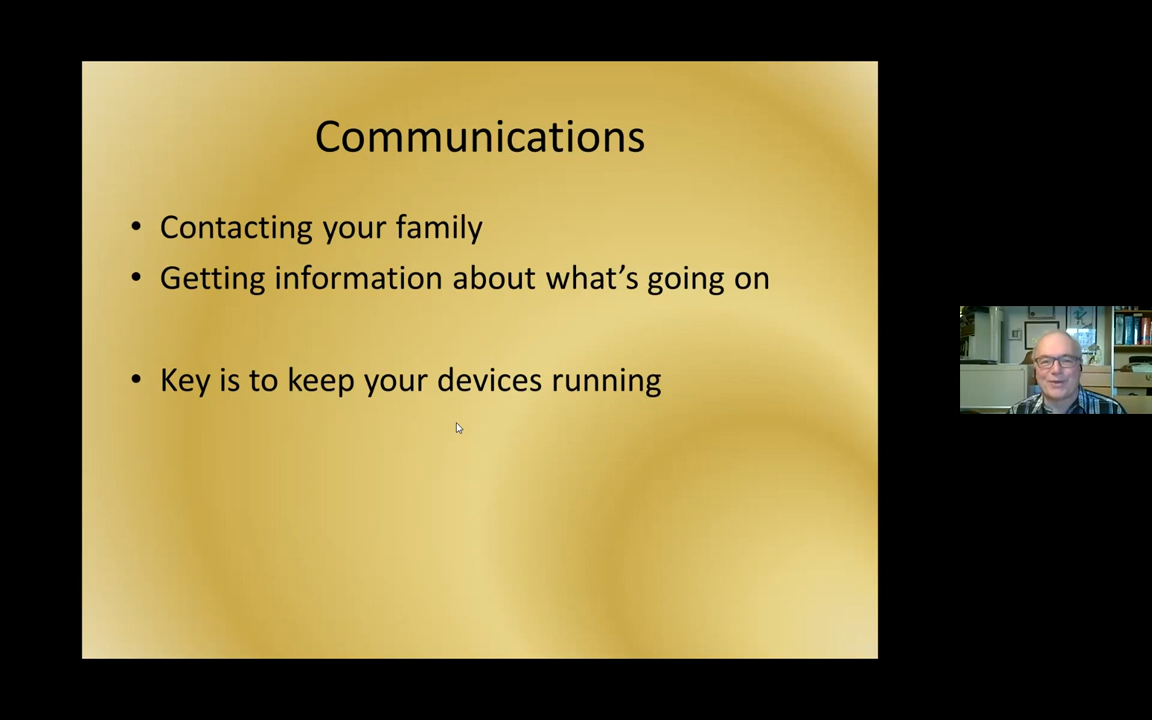 Communications
• Contacting your family
• Getting information about what's going on
• Key is to keep your devices running